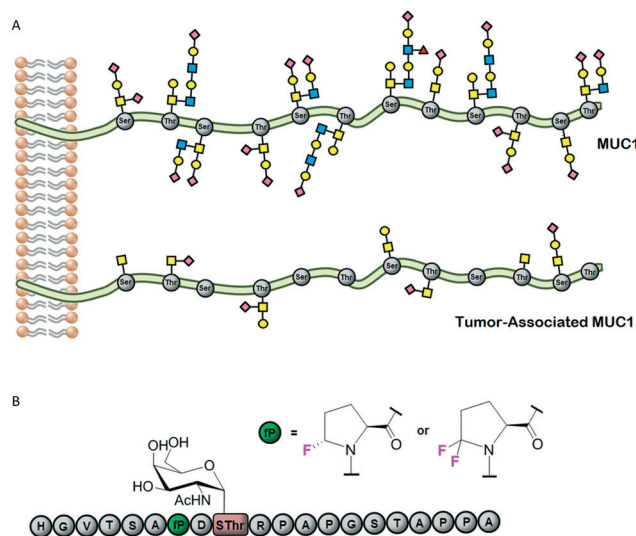 A
Ser Thr Ser Thr Ser Thr Ser Thr Ser Thr Ser Thr
MUC1
Ser Thr Ser Thr Ser Thr Ser Thr Ser Thr Ser Thr
Tumor-Associated MUC1
B
fP = F N O or F F N O
OH OH
O
HO
AcHN
H G V T S A fP D SThr R P A P G S T A P P A